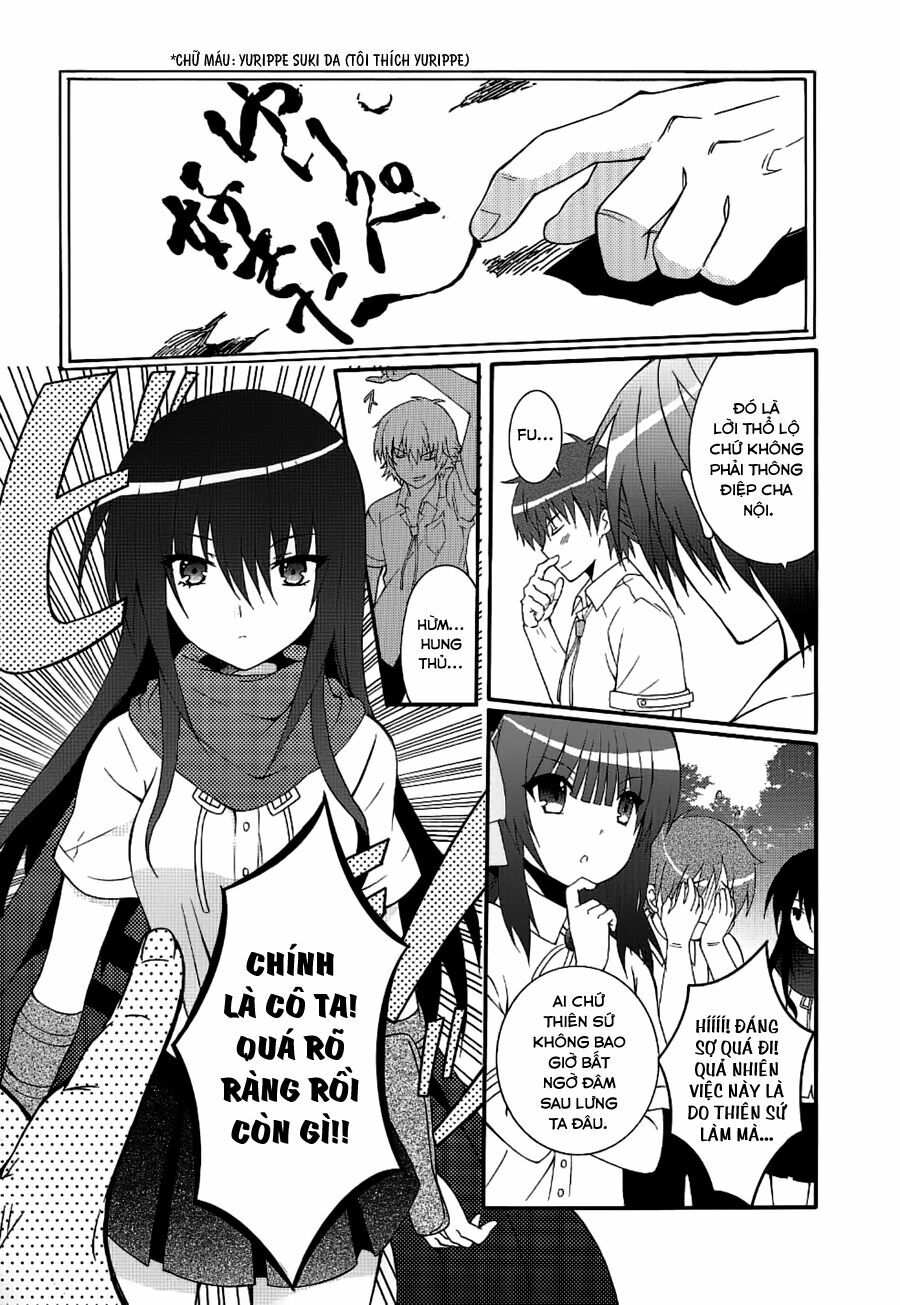 *CHỮ MÁU: YURIPPE SUKI DA (TÔI THÍCH YURIPPE)
ゆりっペ
好きだ
ĐÓ LÀ
LỜI THỔ LỘ
CHỨ KHÔNG
PHẢI THÔNG
ĐIỆP CHA
NỘI.
FU...
HỪM...
HUNG
THỦ...
CHÍNH
LÀ CÔ TA!
QUÁ RÕ
RÀNG RỒI
CÒN GÌ!!
HÍÍÍÍ! ĐÁNG
SỢ QUÁ ĐI!
QUẢ NHIÊN
VIỆC NÀY LÀ
DO THIÊN SỨ
LÀM MÀ...
AI CHỨ
THIÊN SỨ
KHÔNG BAO
GIỜ BẤT
NGỜ ĐÂM
SAU LƯNG
TA ĐÂU.